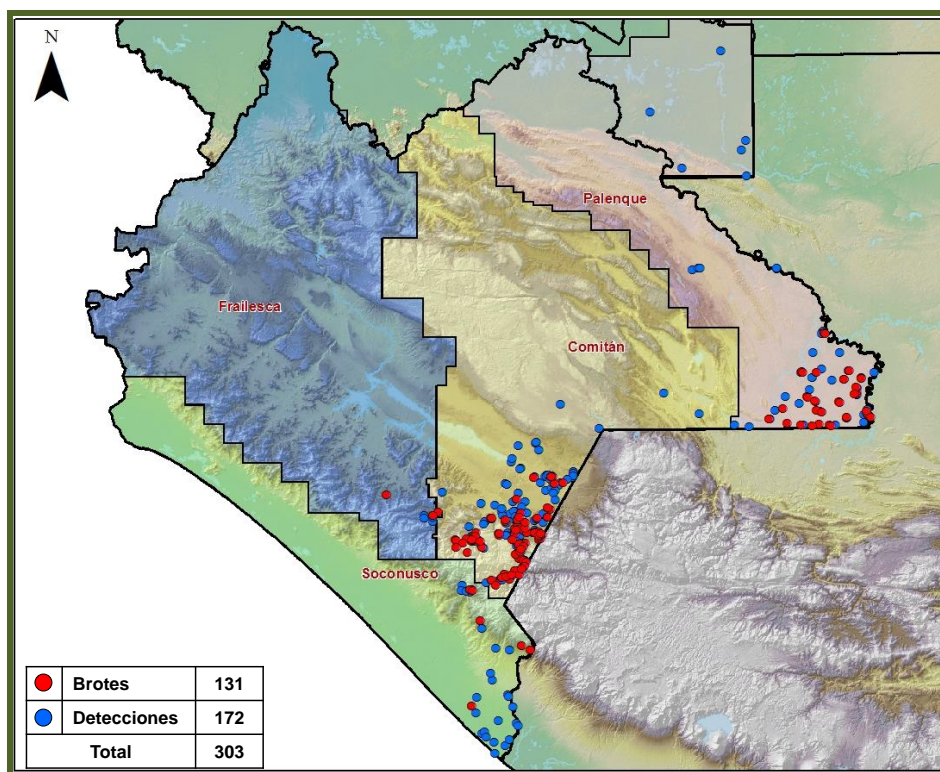 N
Palenque
Frailesca
Comitán
Soconusco
Brotes 131
Detecciones 172
Total 303